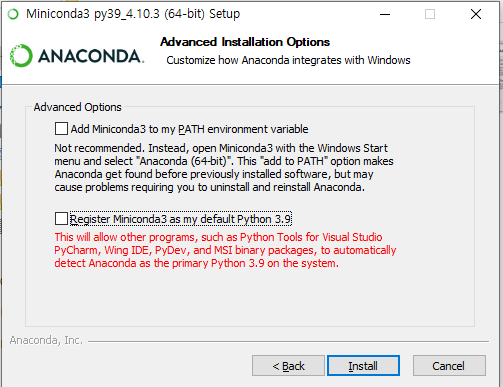 Miniconda3 py39_4.10.3 (64-bit) Setup
ANACONDA.
Advanced Installation Options
Customize how Anaconda integrates with Windows
Advanced Options
Add Miniconda3 to my PATH environment variable
Not recommended. Instead, open Miniconda3 with the Windows Start
menu and select "Anaconda (64-bit)". This "add to PATH" option makes
Anaconda get found before previously installed software, but may
cause problems requiring you to uninstall and reinstall Anaconda.
Register Miniconda3 as my default Python 3.9
This will allow other programs, such as Python Tools for Visual Studio
PyCharm, Wing IDE, PyDev, and MSI binary packages, to automatically
detect Anaconda as the primary Python 3.9 on the system.
Anaconda, Inc.
< Back
Install
Cancel